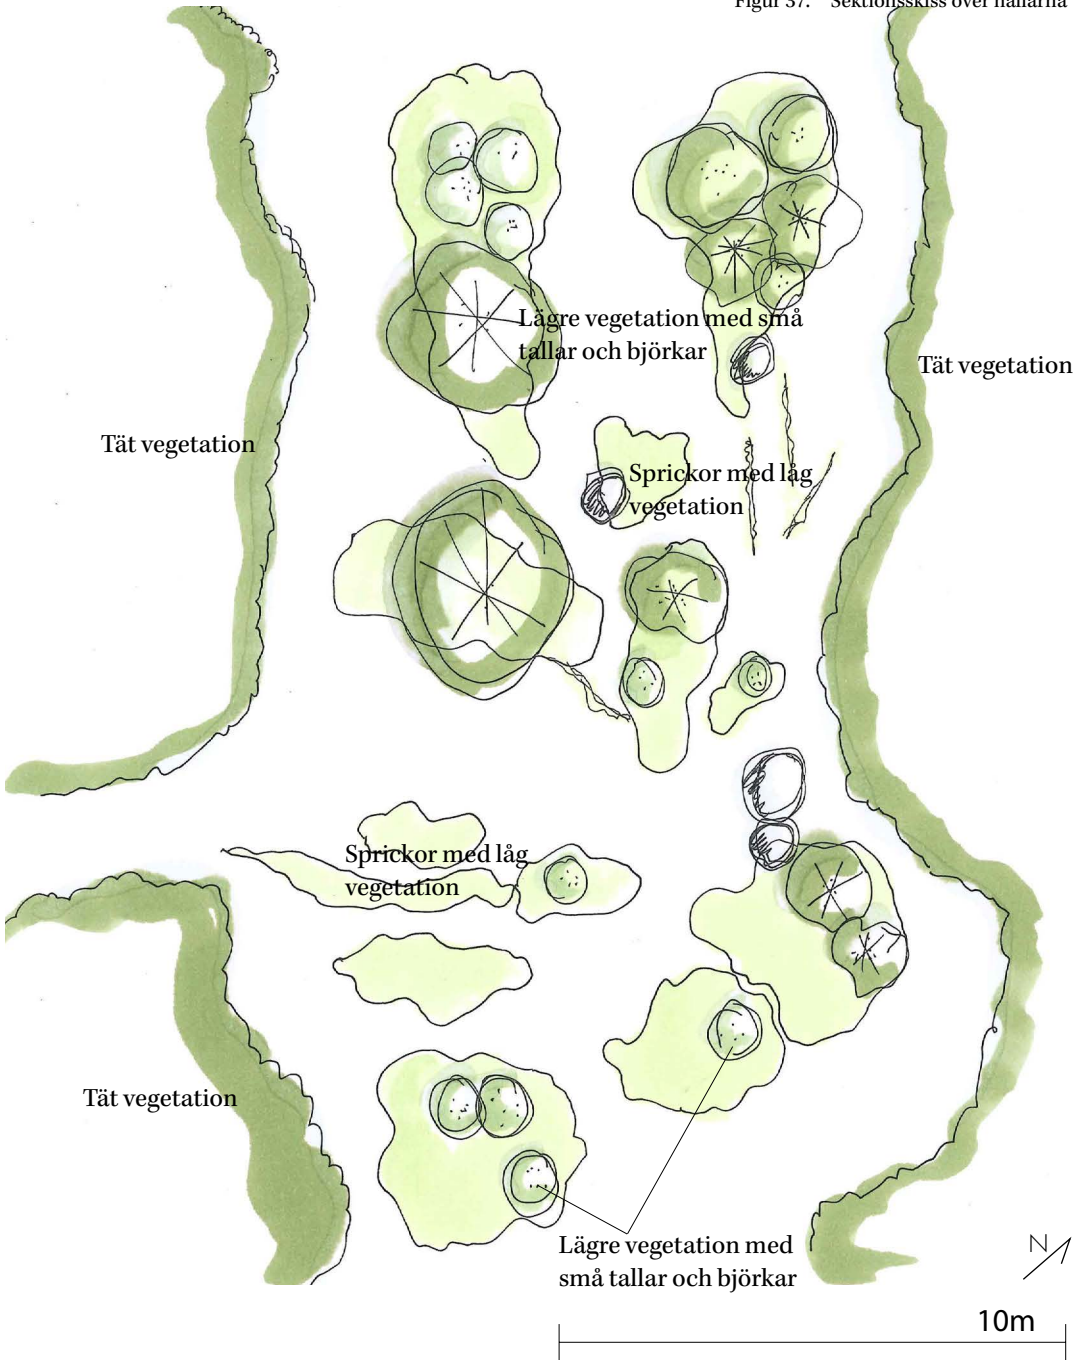 Figur 37. Sektionsskiss över hällarna
Lägre vegetation med små
tallar och björkar
Tät vegetation
Tät vegetation
Sprickor med låg
vegetation
Sprickor med låg
vegetation
Tät vegetation
Lägre vegetation med
små tallar och björkar
N
10m